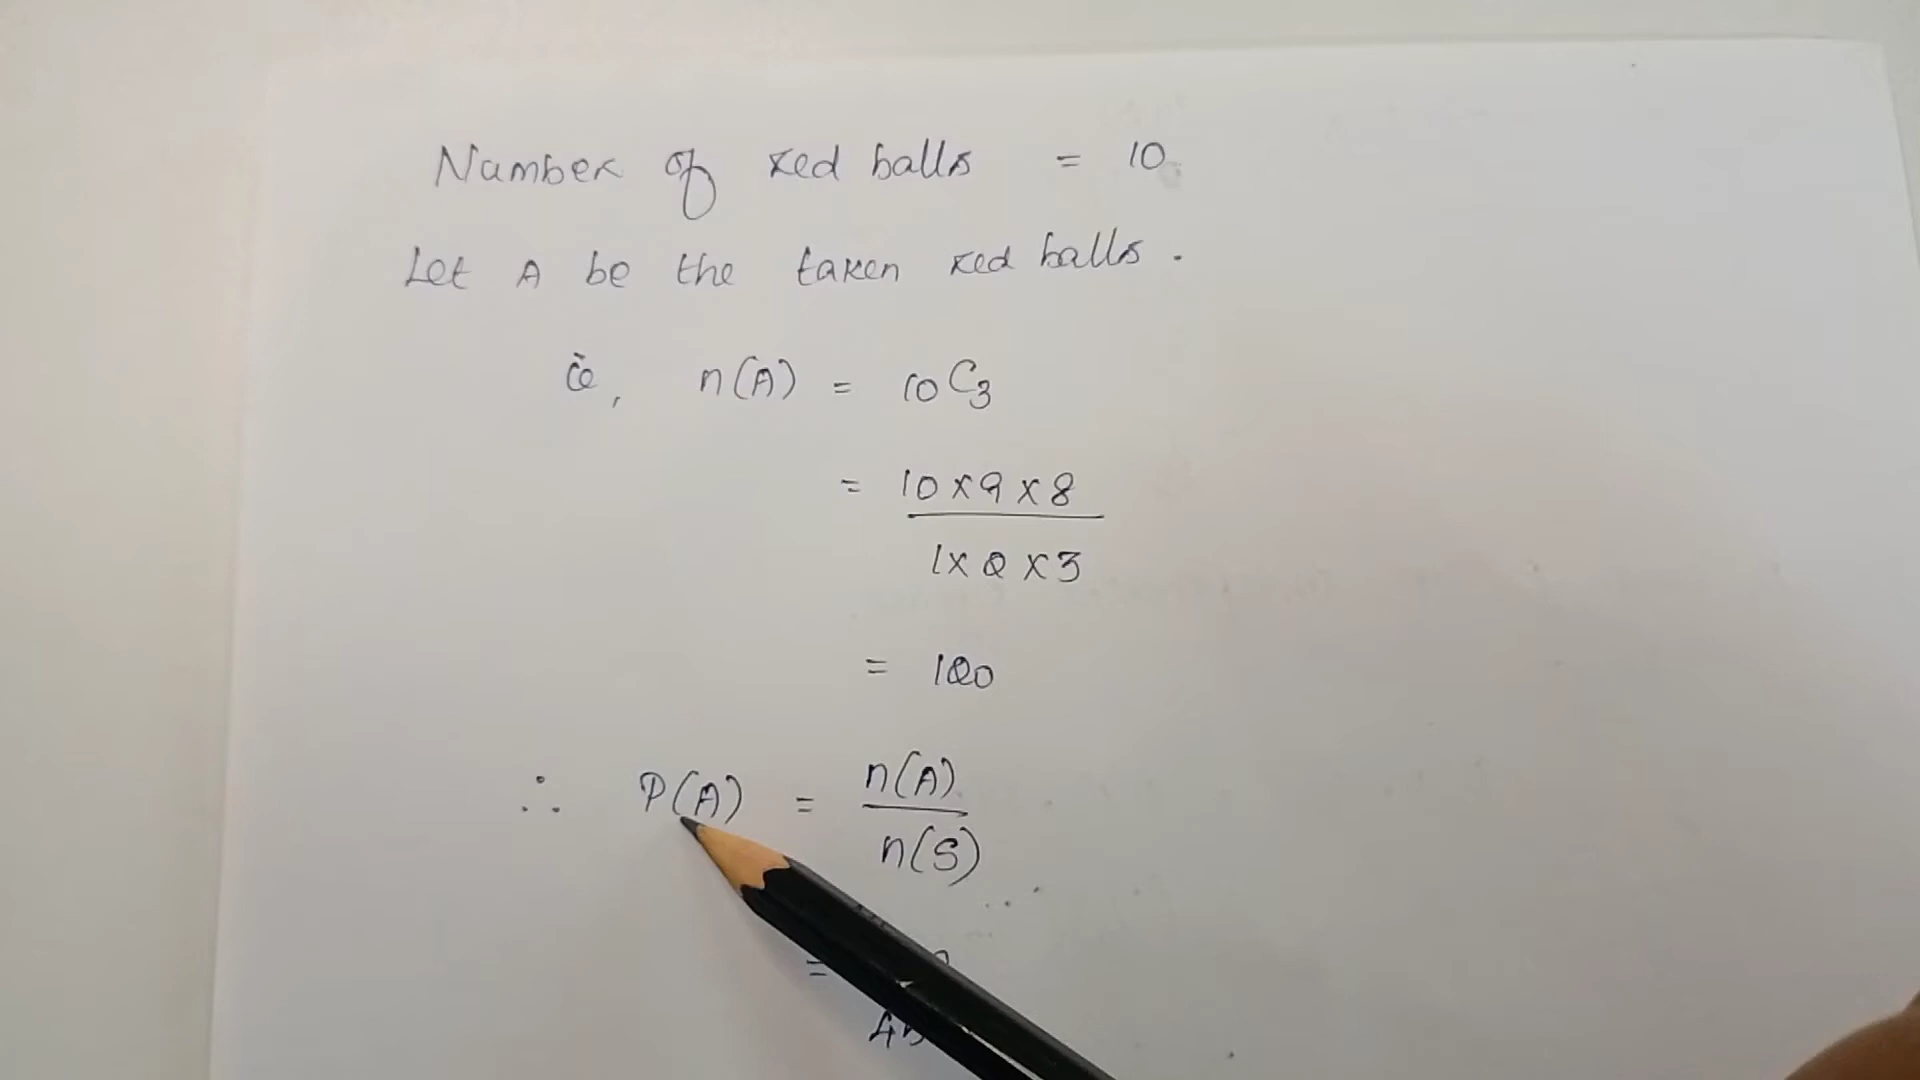 Number of red balls = 10
Let A be the taken red balls.
ie, n(A) = 10C3
= 10 x 9 x 8
1 x 2 x 3
= 120
∴ P(A) = n(A)
n(S)
=